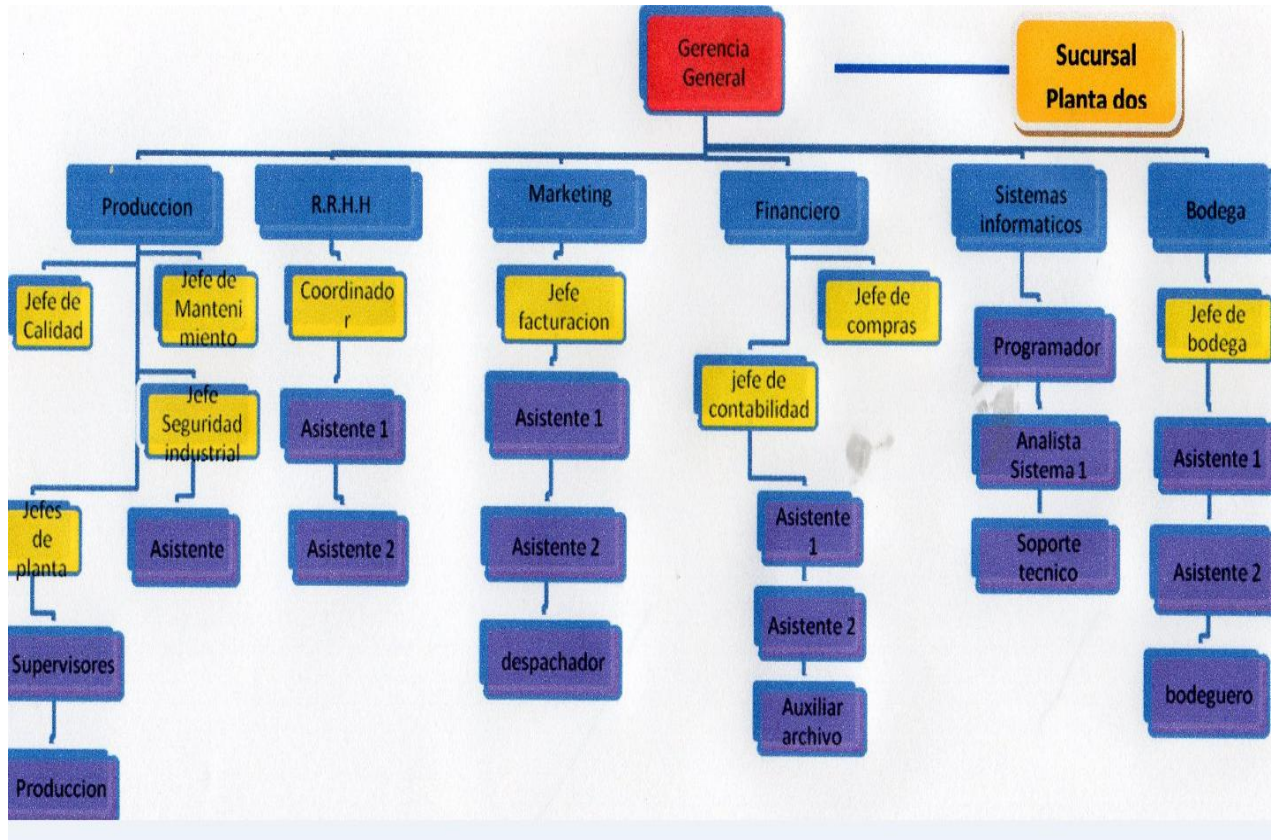 Gerencia
General
Sucursal
Planta dos
Produccion
R.R.H.H
Marketing
Financiero
Sistemas
informaticos
Bodega
Jefe de
Calidad
Jefe de
Manteni
miento
Coordinado
r
Jefe
facturacion
Jefe de
compras
Programador
Jefe de
bodega
Jefe
Seguridad
industrial
Asistente 1
Asistente 1
jefe de
contabilidad
Analista
Sistema 1
Asistente 1
Jefes
de
planta
Asistente
Asistente 2
Asistente 2
Asistente
1
Soporte
tecnico
Asistente 2
Supervisores
despachador
Asistente 2
bodeguero
Produccion
Auxiliar
archivo